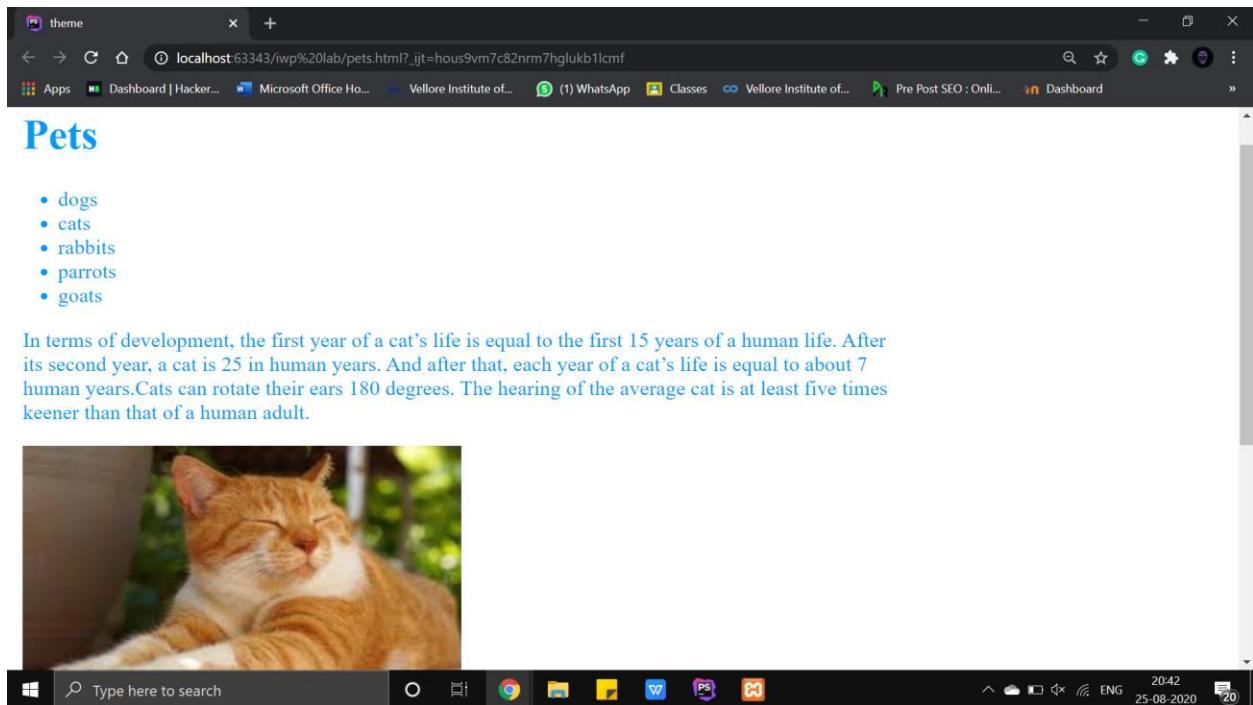 PS theme
localhost:63343/iwp%20lab/pets.html?_ijt=hous9vm7c82nrm7hglukb1lcmf
Apps Dashboard | Hacker... Microsoft Office Ho... Vellore Institute of... (1) WhatsApp Classes Vellore Institute of... Pre Post SEO : Onli... Dashboard »
Pets
• dogs
• cats
• rabbits
• parrots
• goats
In terms of development, the first year of a cat’s life is equal to the first 15 years of a human life. After
its second year, a cat is 25 in human years. And after that, each year of a cat’s life is equal to about 7
human years.Cats can rotate their ears 180 degrees. The hearing of the average cat is at least five times
keener than that of a human adult.
Type here to search
PS
ENG
20:42
25-08-2020
20